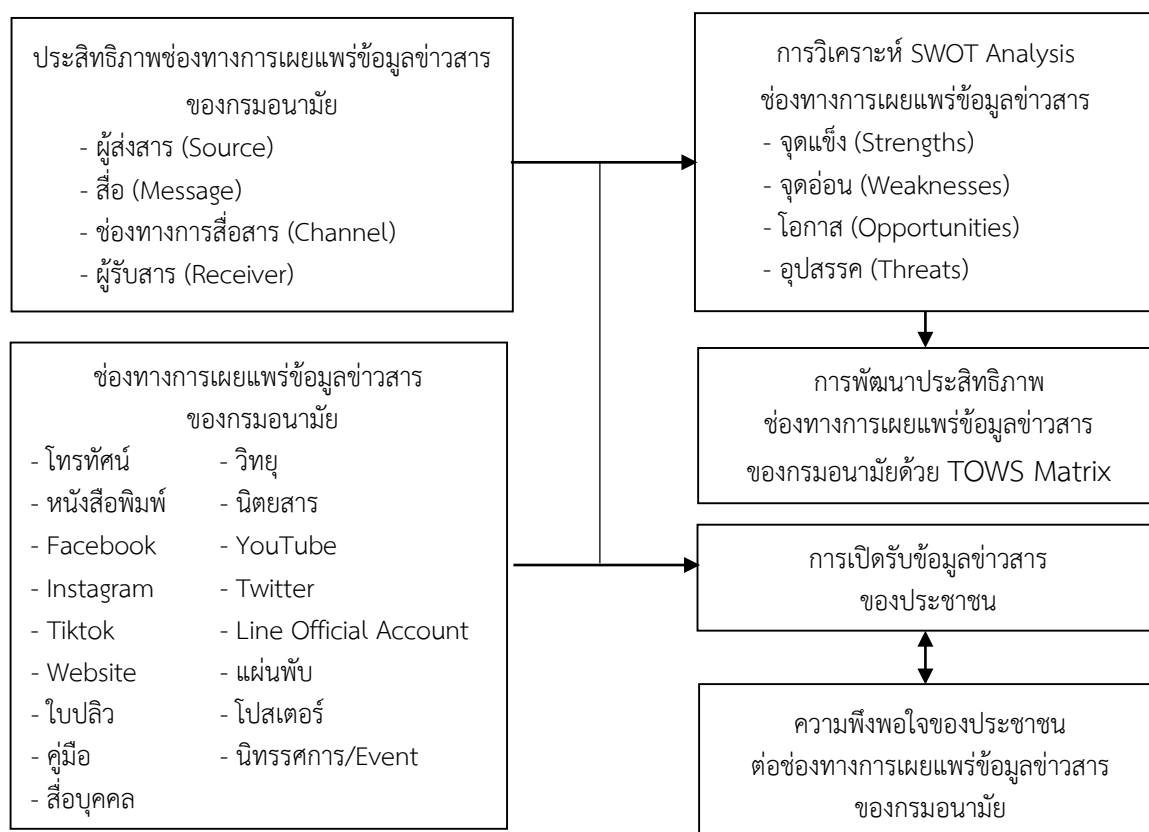 ประสิทธิภาพช่องทางการเผยแพร่ข้อมูลข่าวสาร
ของกรมอนามัย
- ผู้ส่งสาร (Source)
- สื่อ (Message)
- ช่องทางการสื่อสาร (Channel)
- ผู้รับสาร (Receiver)
การวิเคราะห์ SWOT Analysis
ช่องทางการเผยแพร่ข้อมูลข่าวสาร
- จุดแข็ง (Strengths)
- จุดอ่อน (Weaknesses)
- โอกาส (Opportunities)
- อุปสรรค (Threats)
ช่องทางการเผยแพร่ข้อมูลข่าวสาร
ของกรมอนามัย
- โทรทัศน์ - วิทยุ
- หนังสือพิมพ์ - นิตยสาร
- Facebook - YouTube
- Instagram - Twitter
- Tiktok - Line Official Account
- Website - แผ่นพับ
- ใบปลิว - โปสเตอร์
- คู่มือ - นิทรรศการ/Event
- สื่อบุคคล
การพัฒนาประสิทธิภาพ
ช่องทางการเผยแพร่ข้อมูลข่าวสาร
ของกรมอนามัยด้วย TOWS Matrix
การเปิดรับข้อมูลข่าวสาร
ของประชาชน
ความพึงพอใจของประชาชน
ต่อช่องทางการเผยแพร่ข้อมูลข่าวสาร
ของกรมอนามัย